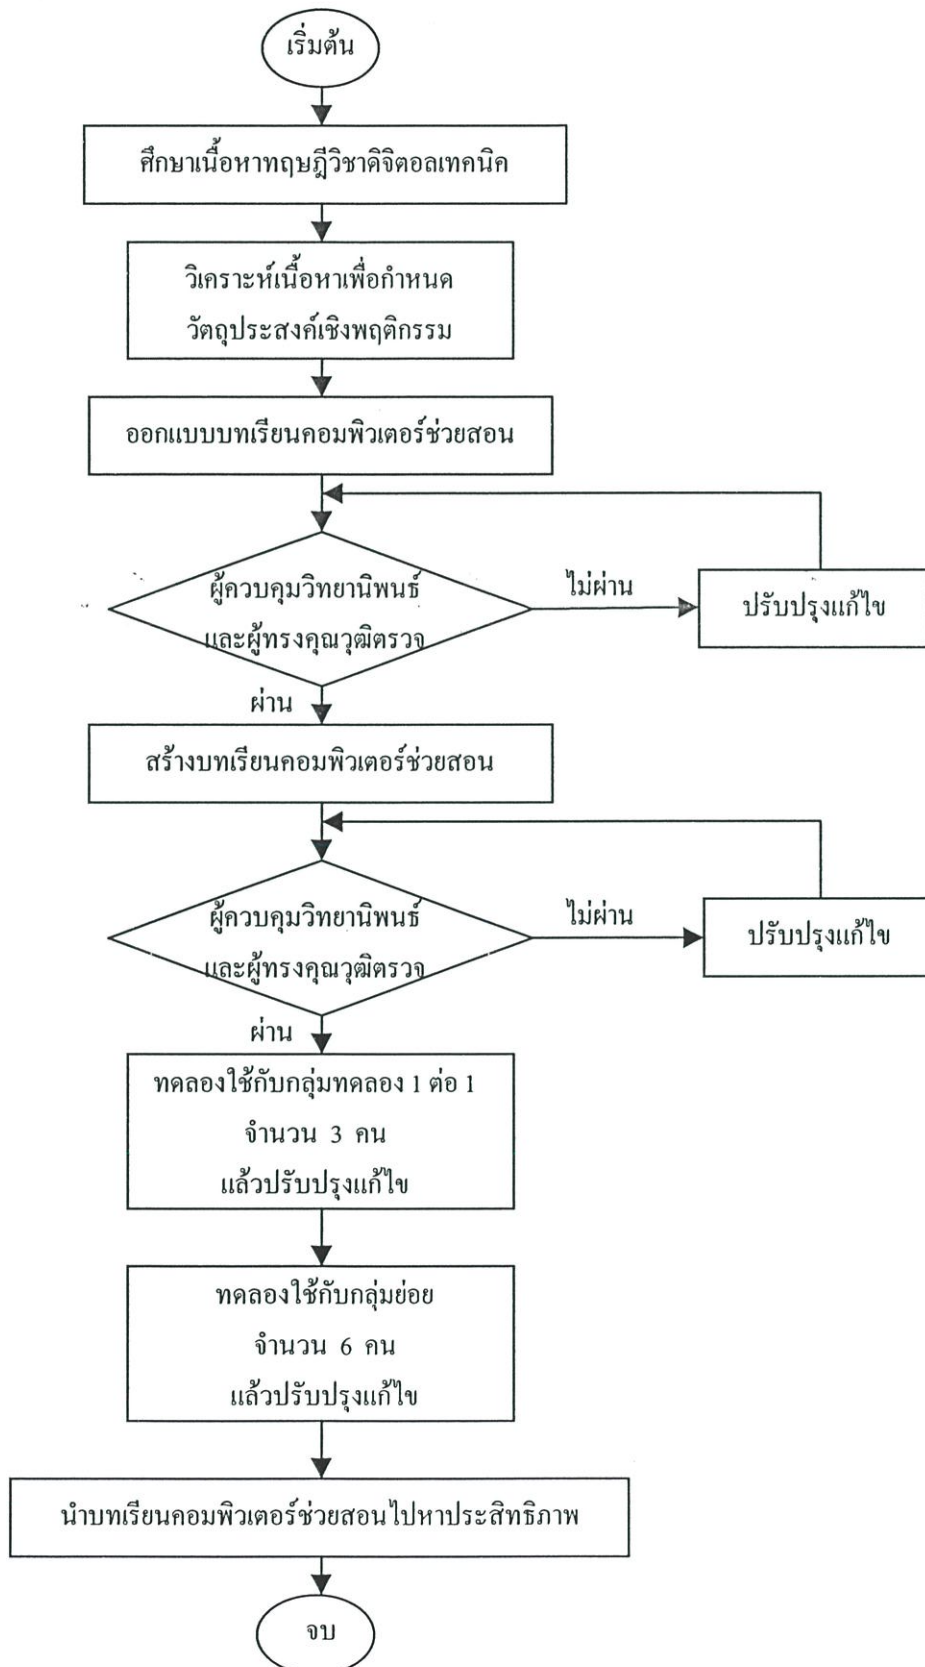 เริ่มต้น
ศึกษาเนื้อหาทฤษฎีวิชาดิจิตอลเทคนิค
วิเคราะห์เนื้อหาเพื่อกำหนด
วัตถุประสงค์เชิงพฤติกรรม
ออกแบบบทเรียนคอมพิวเตอร์ช่วยสอน
ผู้ควบคุมวิทยานิพนธ์
และผู้ทรงคุณวุฒิตรวจ
ไม่ผ่าน
ปรับปรุงแก้ไข
ผ่าน
สร้างบทเรียนคอมพิวเตอร์ช่วยสอน
ผู้ควบคุมวิทยานิพนธ์
และผู้ทรงคุณวุฒิตรวจ
ไม่ผ่าน
ปรับปรุงแก้ไข
ผ่าน
ทดลองใช้กับกลุ่มทดลอง 1 ต่อ 1
จำนวน 3 คน
แล้วปรับปรุงแก้ไข
ทดลองใช้กับกลุ่มย่อย
จำนวน 6 คน
แล้วปรับปรุงแก้ไข
นำบทเรียนคอมพิวเตอร์ช่วยสอนไปหาประสิทธิภาพ
จบ